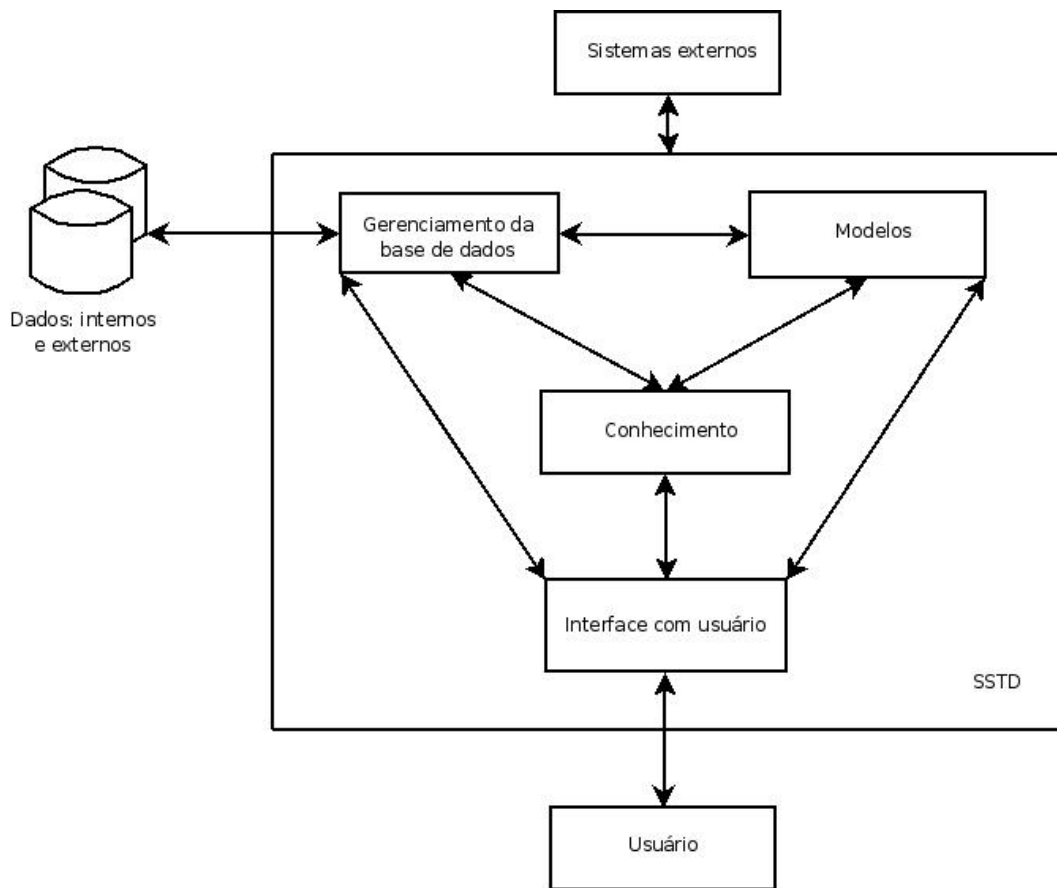 Sistemas externos
Gerenciamento da
base de dados
Modelos
Dados: internos
e externos
Conhecimento
Interface com usuário
SSTD
Usuário